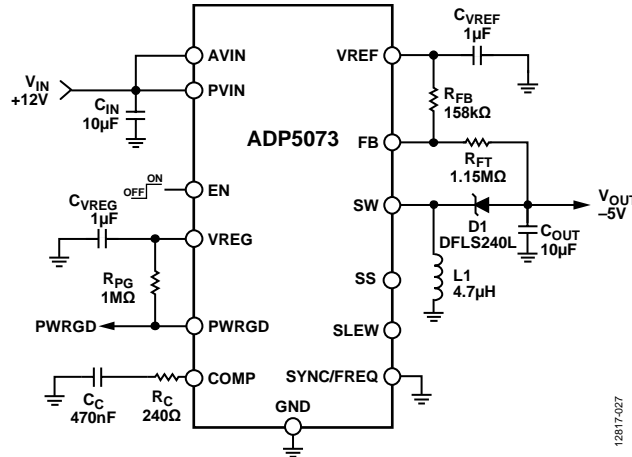 CVREF
1µF
AVIN
VREF
VIN
+12V
PVIN
RFB
158kΩ
CIN
10µF
ADP5073
FB
RFT
1.15MΩ
ON
OFF
EN
CVREG
1µF
SW
VOUT
–5V
D1
DFLS240L
COUT
10µF
VREG
SS
L1
4.7µH
RPG
1MΩ
PWRGD
PWRGD
SLEW
COMP
SYNC/FREQ
CC
470nF
RC
240Ω
GND
12817-027